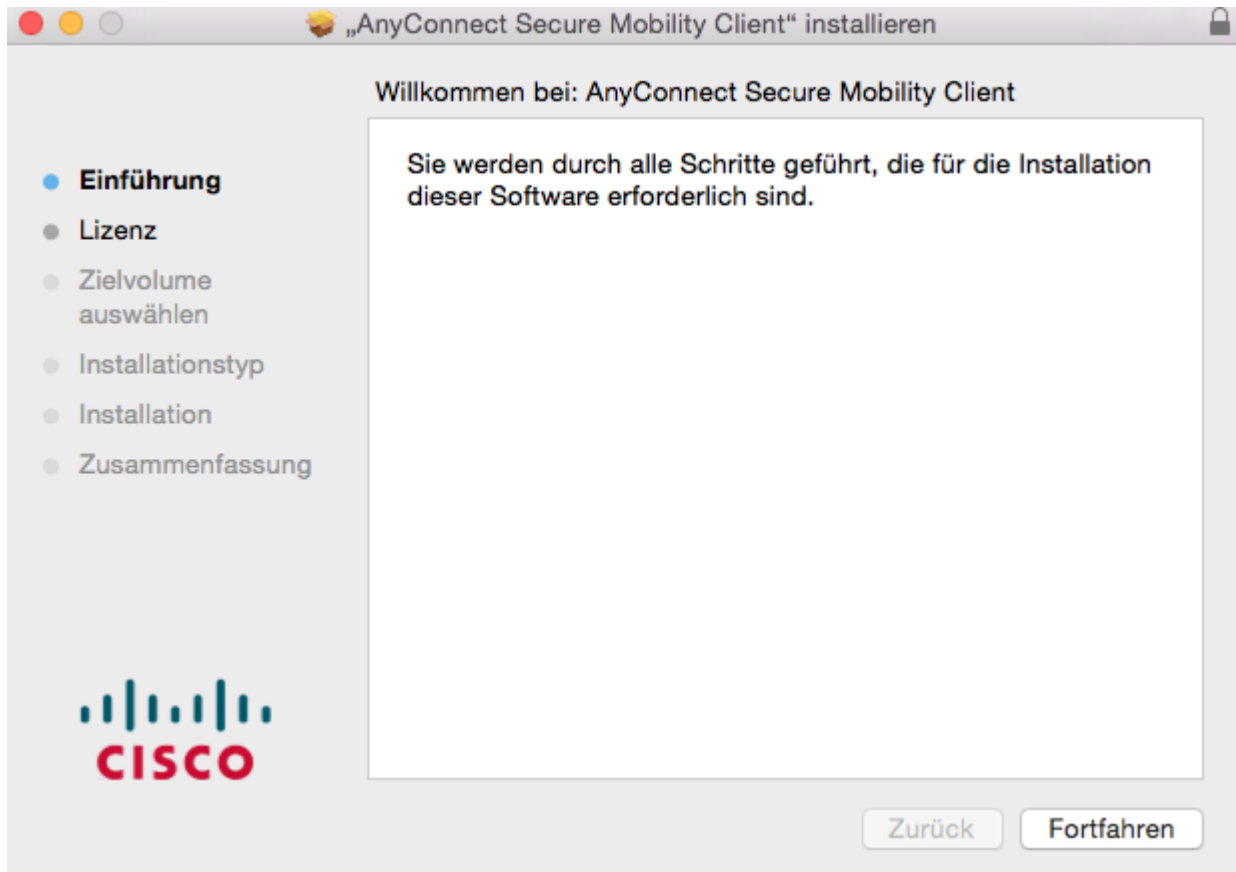 „AnyConnect Secure Mobility Client“ installieren
Willkommen bei: AnyConnect Secure Mobility Client
Einführung
Lizenz
Zielvolume
auswählen
Installationstyp
Installation
Zusammenfassung
Sie werden durch alle Schritte geführt, die für die Installation
dieser Software erforderlich sind.
CISCO
Zurück
Fortfahren